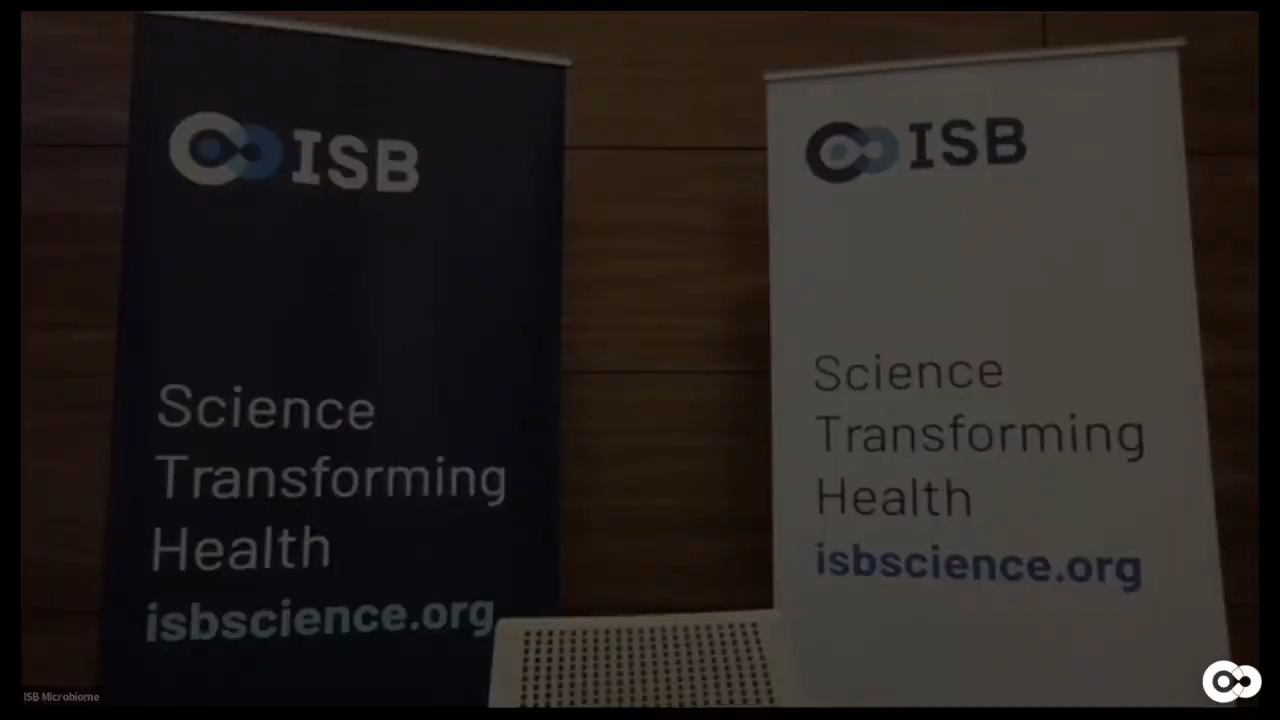 ISB
Science
Transforming
Health
isbscience.org
ISB
Science
Transforming
Health
isbscience.org
ISB Microbiome